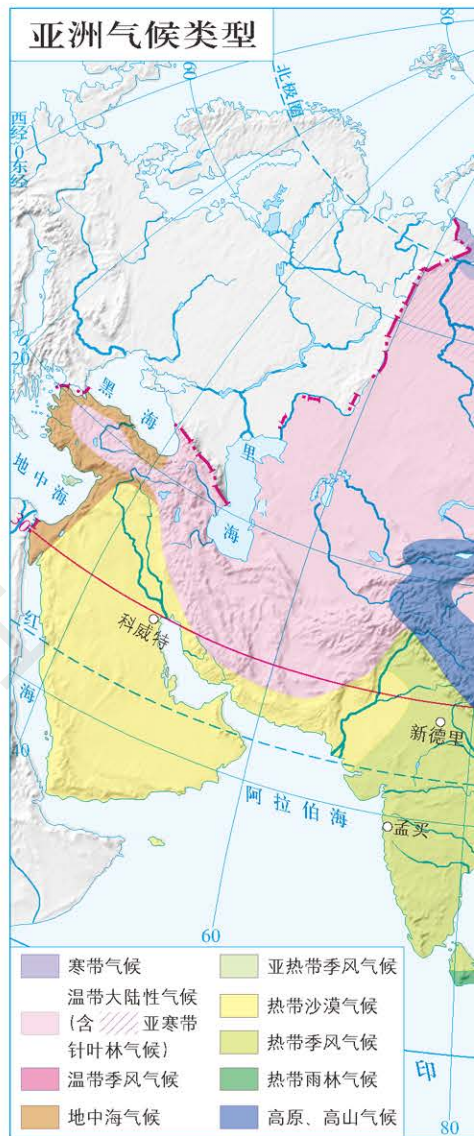 亚洲气候类型
80
60
北极圈
西经0东经
20
黑海
里海
地中海
30
科威特
红海
新德里
40
阿拉伯海
孟买
60
寒带气候
温带大陆性气候
(含 亚寒带
针叶林气候)
温带季风气候
地中海气候
亚热带季风气候
热带沙漠气候
热带季风气候
热带雨林气候
高原、高山气候
印
80